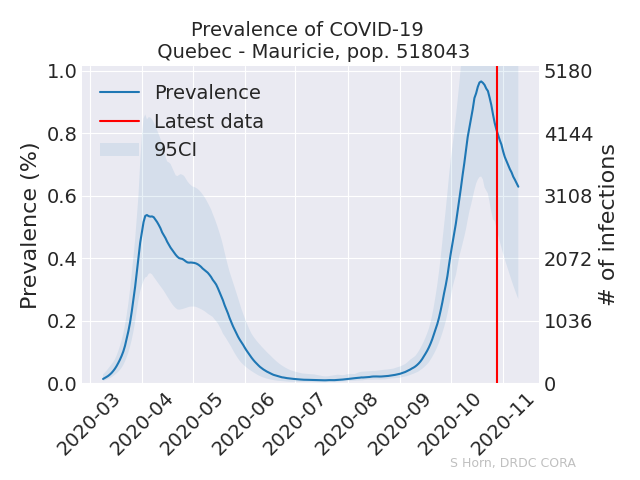 Prevalence of COVID-19
Quebec - Mauricie, pop. 518043
Prevalence
Latest data
95CI
Prevalence (%)
1.0
0.8
0.6
0.4
0.2
0.0
5180
4144
3108
2072
1036
0
# of infections
2020-03
2020-04
2020-05
2020-06
2020-07
2020-08
2020-09
2020-10
2020-11
S Horn, DRDC CORA